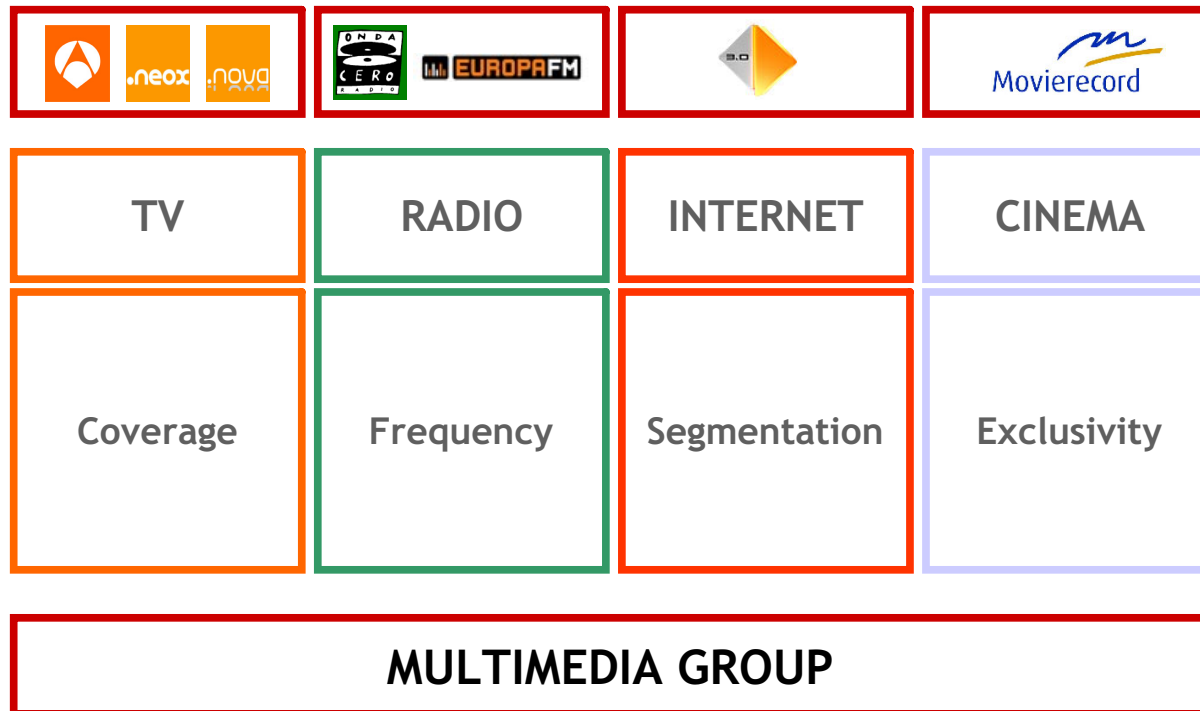 .neox
.nova
ONDA
CERO
RADIO
EUROPAFM
3.0
Movierecord
TV
RADIO
INTERNET
CINEMA
Coverage
Frequency
Segmentation
Exclusivity
MULTIMEDIA GROUP